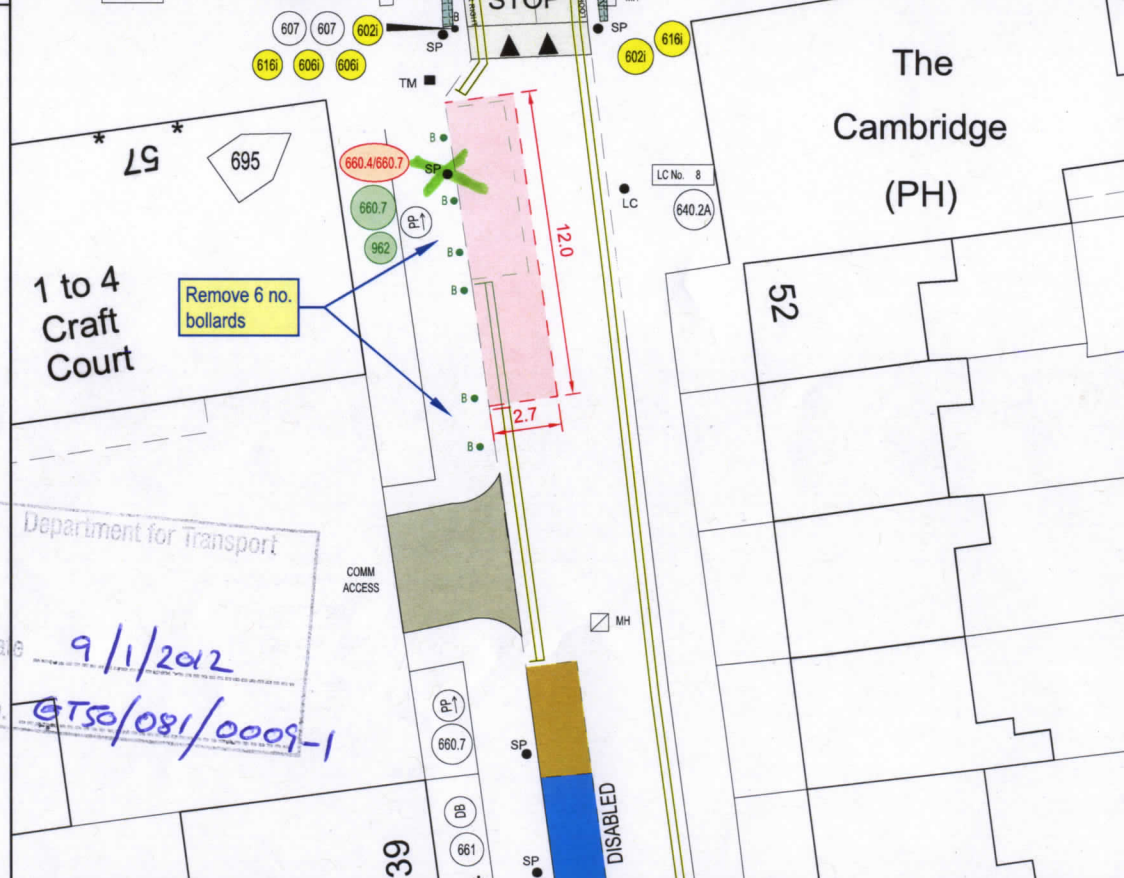 STOP
B
607 607 602i
SP
SP
616i 606i 606i
602i 616i
TM
The
Cambridge
(PH)
57
695
B
660.4/660.7
SP
B
660.7
PP
962
B
B
LC No. 8
LC
640.2A
12.0
52
1 to 4
Craft
Court
Remove 6 no.
bollards
B
2.7
B
Department for Transport
COMM
ACCESS
MH
9/1/2012
GT50/081/0009-1
PP
660.7
SP
DB
661
39
SP
DISABLED